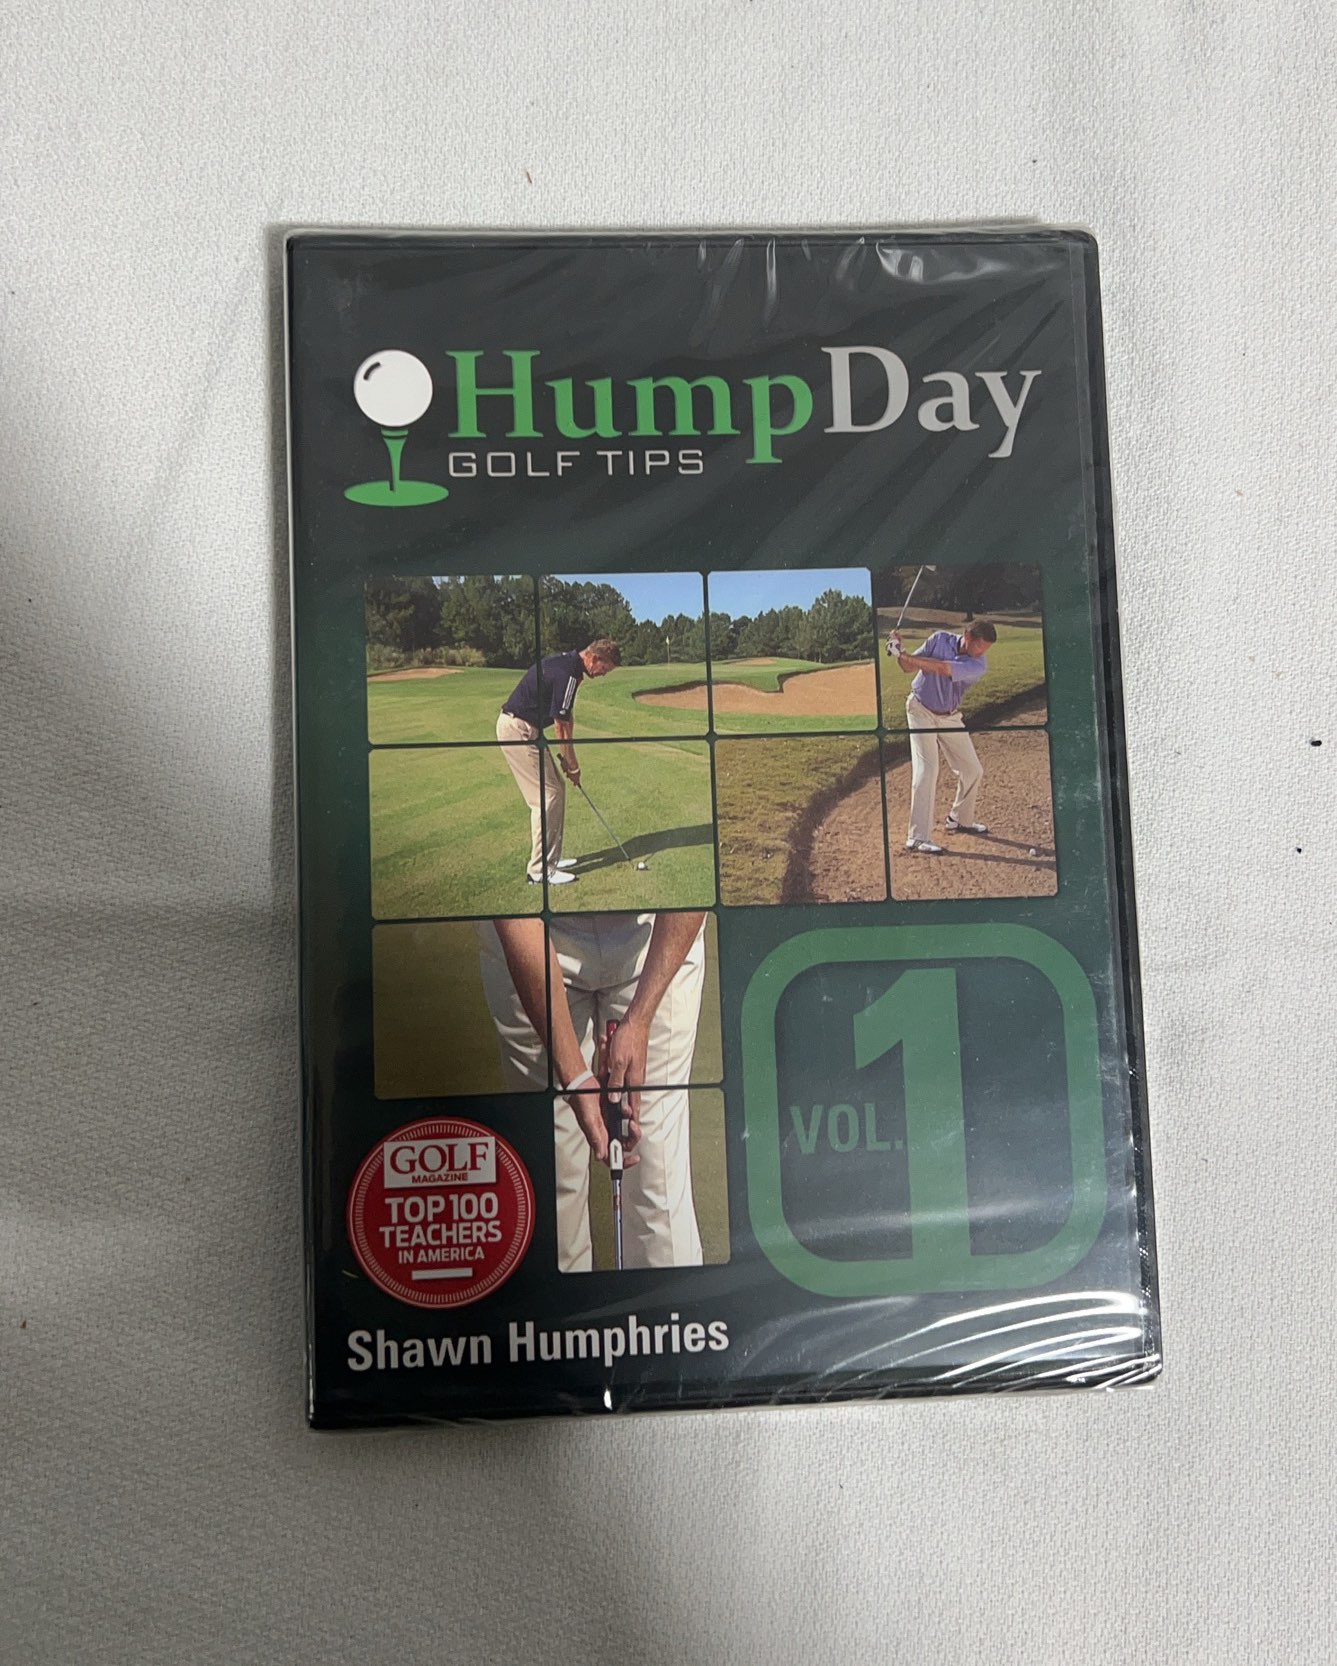 HumpDay
GOLF TIPS
VOL. 1
GOLF
MAGAZINE
TOP 100
TEACHERS
IN AMERICA
Shawn Humphries